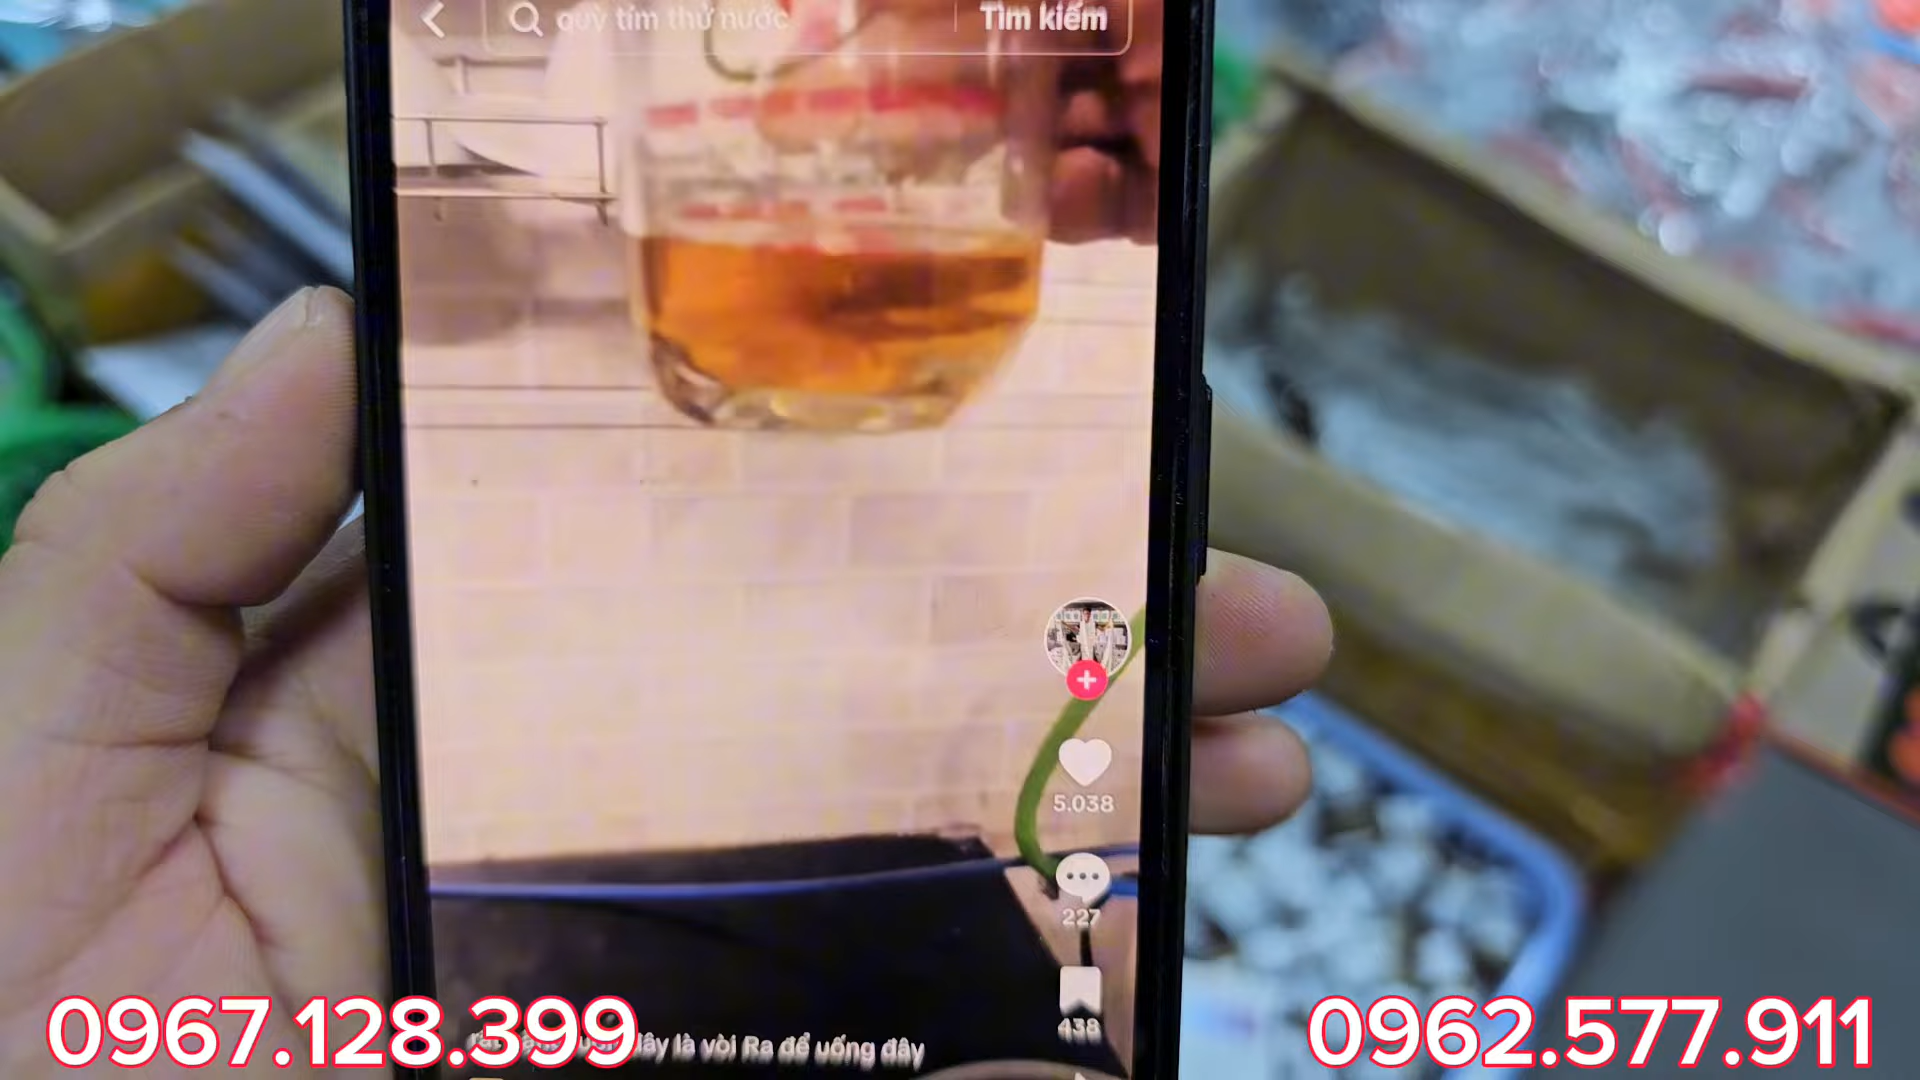 quỳ tím thử nước
Tìm kiếm
5.038
227
438
đây là vòi Ra để uống đây
0967.128.399
0962.577.911